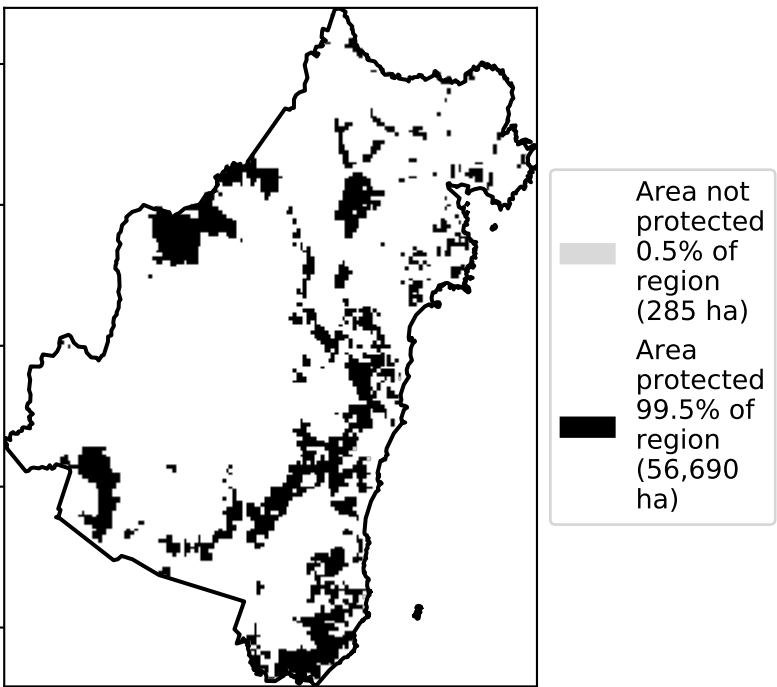 Area not
protected
0.5% of
region
(285 ha)
Area
protected
99.5% of
region
(56,690
ha)